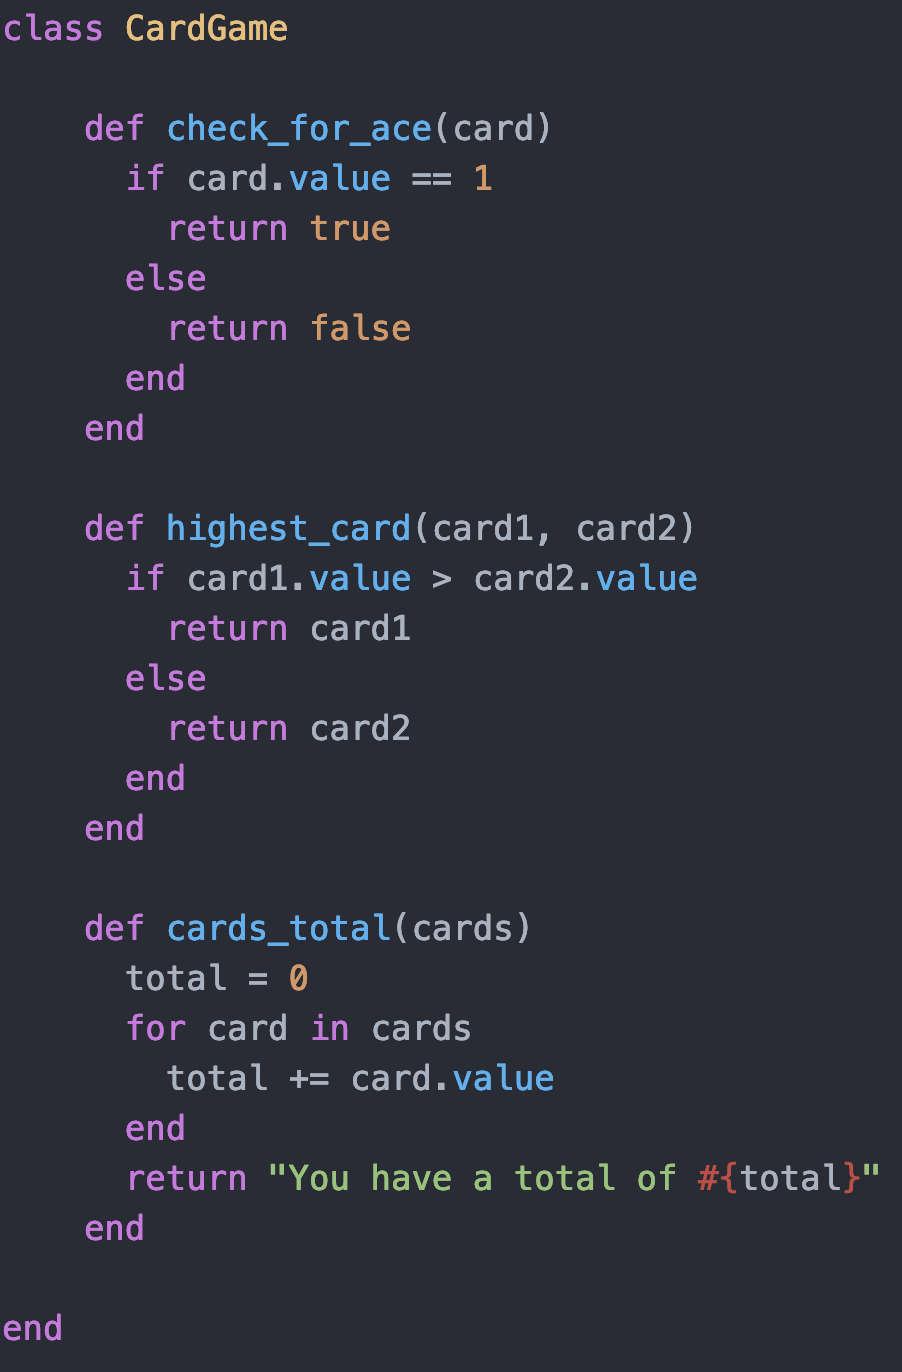 class CardGame

    def check_for_ace(card)
      if card.value == 1
        return true
      else
        return false
      end
    end

    def highest_card(card1, card2)
      if card1.value > card2.value
        return card1
      else
        return card2
      end
    end

    def cards_total(cards)
      total = 0
      for card in cards
        total += card.value
      end
      return "You have a total of #{total}"
    end

end